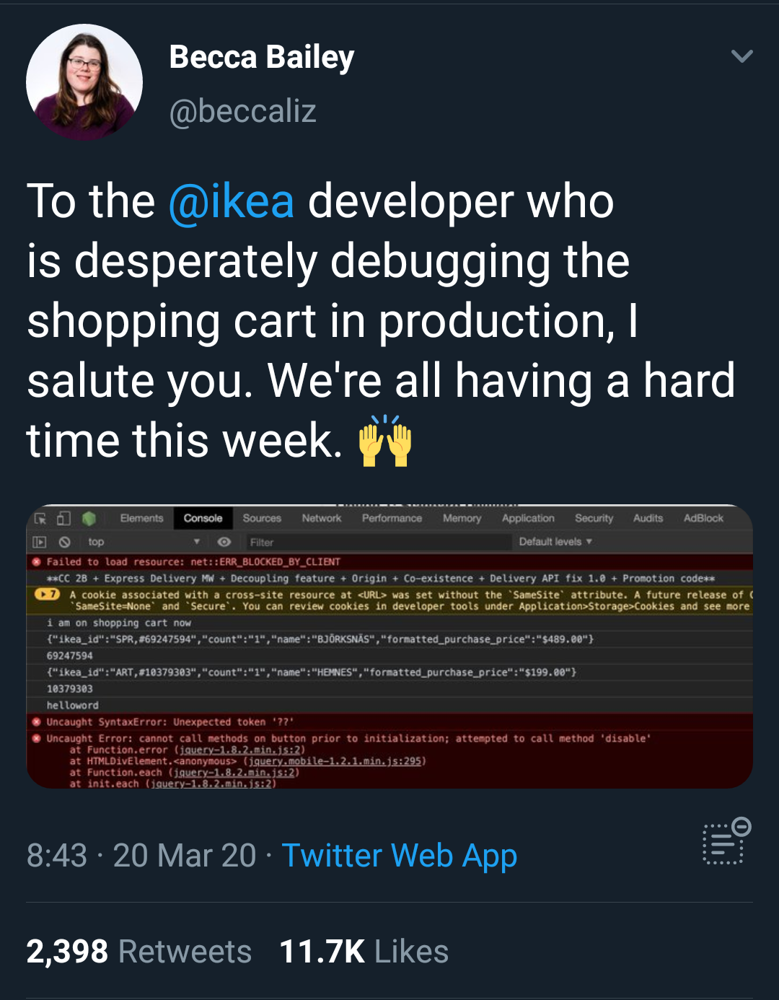 Becca Bailey
@beccaliz
To the @ikea developer who
is desperately debugging the
shopping cart in production, I
salute you. We're all having a hard
time this week. 🙌
Elements Console Sources Network Performance Memory Application Security Audits AdBlock
top Filter Default levels
Failed to load resource: net::ERR_BLOCKED_BY_CLIENT
**CC 2B + Express Delivery MW + Decoupling feature + Origin + Co-existence + Delivery API fix 1.0 + Promotion code**
7 A cookie associated with a cross-site resource at <URL> was set without the `SameSite` attribute. A future release of
`SameSite=None` and `Secure`. You can review cookies in developer tools under Application>Storage>Cookies and see more
i am on shopping cart now
{"ikea_id":"SPR,#69247594","count":"1","name":"BJÖRKSNÄS","formatted_purchase_price":"$489.00"}
69247594
{"ikea_id":"ART,#10379303","count":"1","name":"HEMNES","formatted_purchase_price":"$199.00"}
10379303
helloword
Uncaught SyntaxError: Unexpected token '??'
Uncaught Error: cannot call methods on button prior to initialization; attempted to call method 'disable'
at Function.error (jquery-1.8.2.min.js:2)
at HTMLDivElement.<anonymous> (jquery.mobile-1.2.1.min.js:295)
at Function.each (jquery-1.8.2.min.js:2)
at init.each (jquery-1.8.2.min.js:2)
8:43 · 20 Mar 20 · Twitter Web App
2,398 Retweets 11.7K Likes